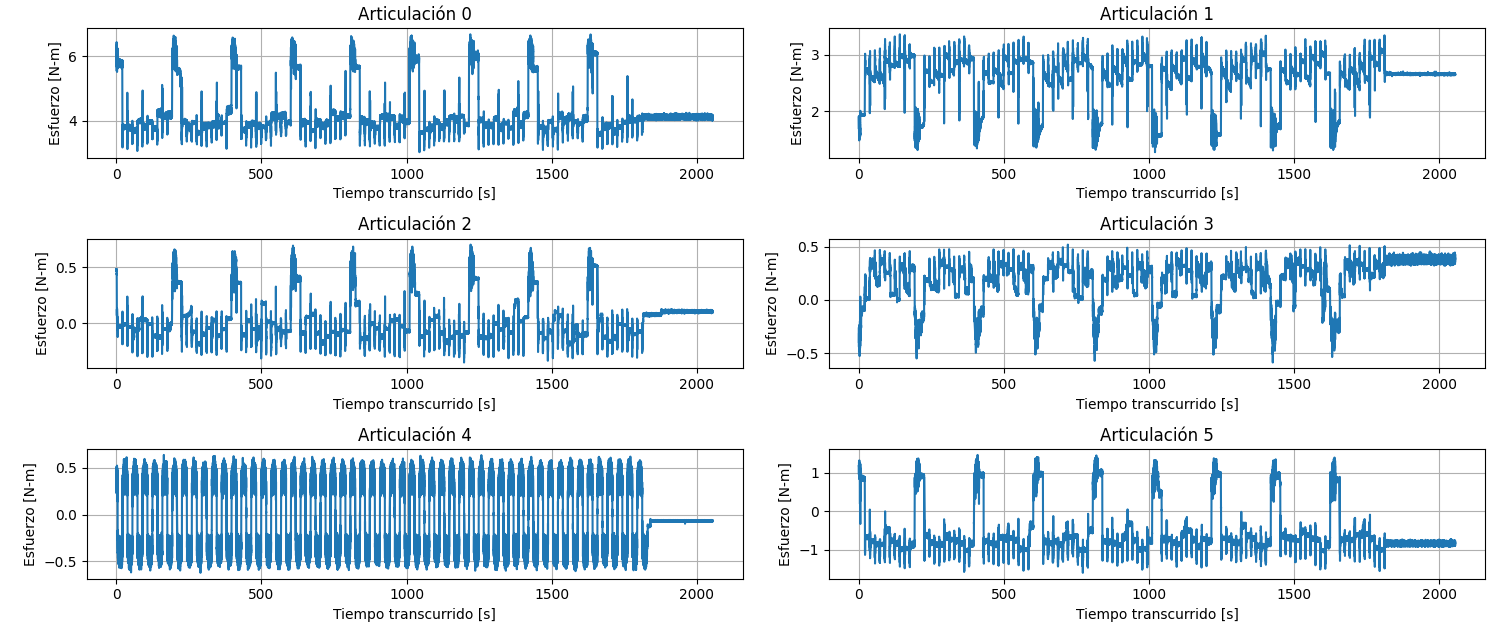 Articulación 0
Esfuerzo [N-m]
6
4
0 500 1000 1500 2000
Tiempo transcurrido [s]
Articulación 1
Esfuerzo [N-m]
3
2
0 500 1000 1500 2000
Tiempo transcurrido [s]
Articulación 2
Esfuerzo [N-m]
0.5
0.0
0 500 1000 1500 2000
Tiempo transcurrido [s]
Articulación 3
Esfuerzo [N-m]
0.5
0.0
−0.5
0 500 1000 1500 2000
Tiempo transcurrido [s]
Articulación 4
Esfuerzo [N-m]
0.5
0.0
−0.5
0 500 1000 1500 2000
Tiempo transcurrido [s]
Articulación 5
Esfuerzo [N-m]
1
0
−1
0 500 1000 1500 2000
Tiempo transcurrido [s]